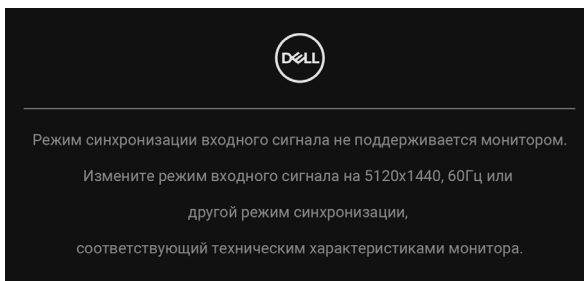 DELL
Режим синхронизации входного сигнала не поддерживается монитором.
Измените режим входного сигнала на 5120x1440, 60Гц или
другой режим синхронизации,
соответствующий техническим характеристиками монитора.